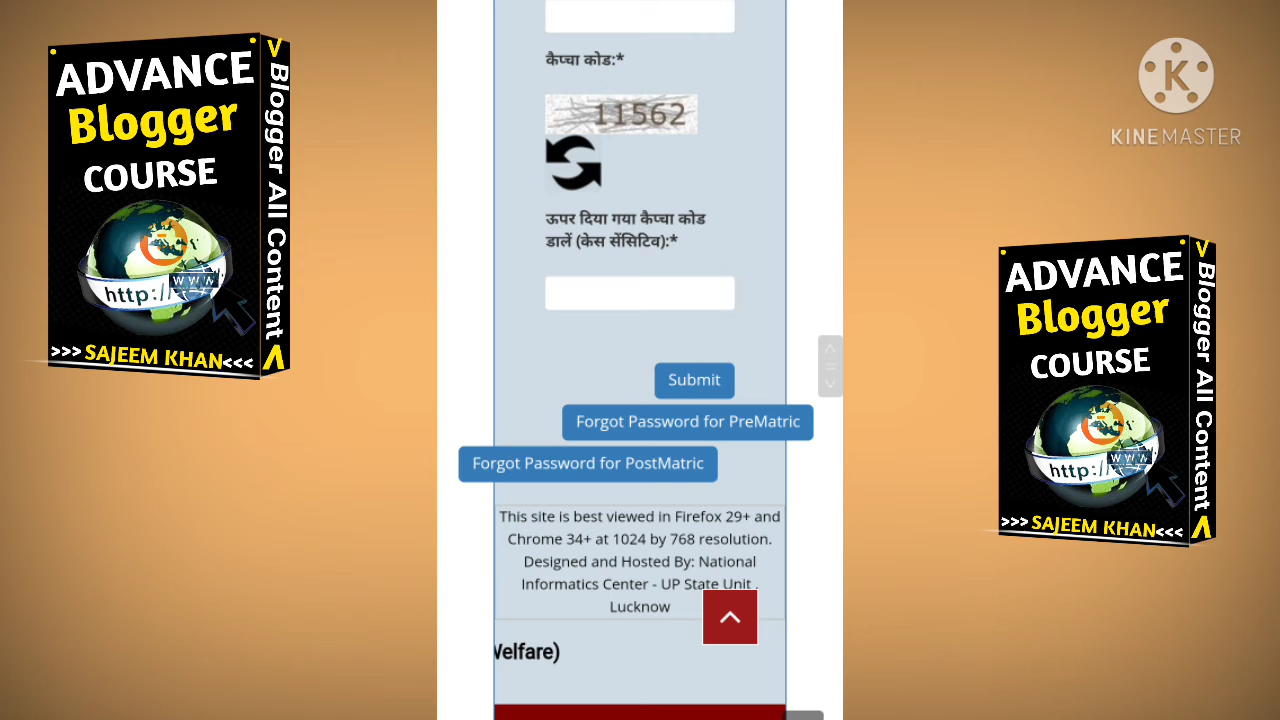 ADVANCE
Blogger
COURSE
http://
WWW
>>> SAJEEM KHAN<<<
Blogger All Content
कैप्चा कोड:*
11562
ऊपर दिया गया कैप्चा कोड
डालें (केस सेंसिटिव):*
Submit
Forgot Password for PreMatric
Forgot Password for PostMatric
This site is best viewed in Firefox 29+ and
Chrome 34+ at 1024 by 768 resolution.
Designed and Hosted By: National
Informatics Center - UP State Unit ,
Lucknow
Welfare)
K
KINEMASTER
ADVANCE
Blogger
COURSE
http://
WWW
>>> SAJEEM KHAN<<<
Blogger All Content